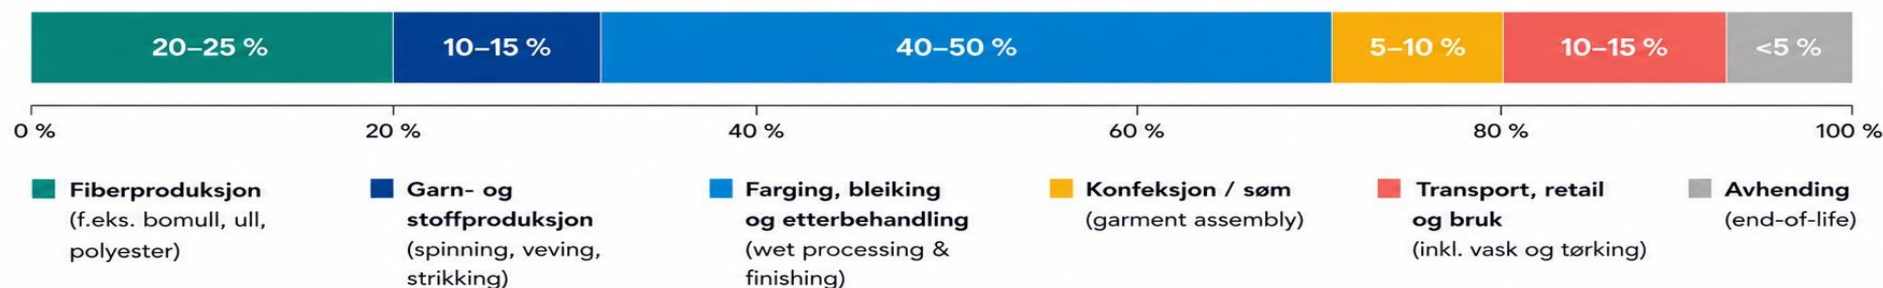 20–25 %
10–15 %
40–50 %
5–10 %
10–15 %
<5 %
0 %
20 %
40 %
60 %
80 %
100 %
Fiberproduksjon
(f.eks. bomull, ull,
polyester)
Garn- og
stoffproduksjon
(spinning, veving,
strikking)
Farging, bleiking
og etterbehandling
(wet processing &
finishing)
Konfeksjon / søm
(garment assembly)
Transport, retail
og bruk
(inkl. vask og tørking)
Avhending
(end-of-life)